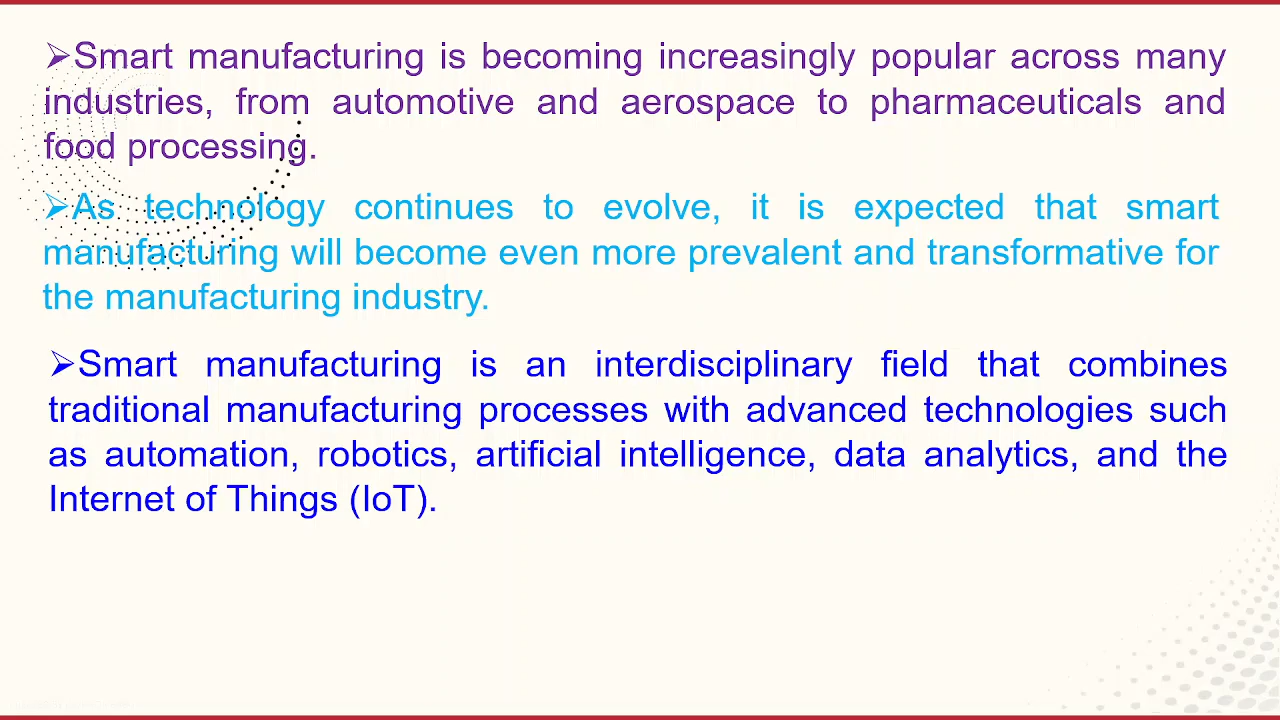 ➢Smart manufacturing is becoming increasingly popular across many
industries, from automotive and aerospace to pharmaceuticals and
food processing.
➢As technology continues to evolve, it is expected that smart
manufacturing will become even more prevalent and transformative for
the manufacturing industry.
➢Smart manufacturing is an interdisciplinary field that combines
traditional manufacturing processes with advanced technologies such
as automation, robotics, artificial intelligence, data analytics, and the
Internet of Things (IoT).